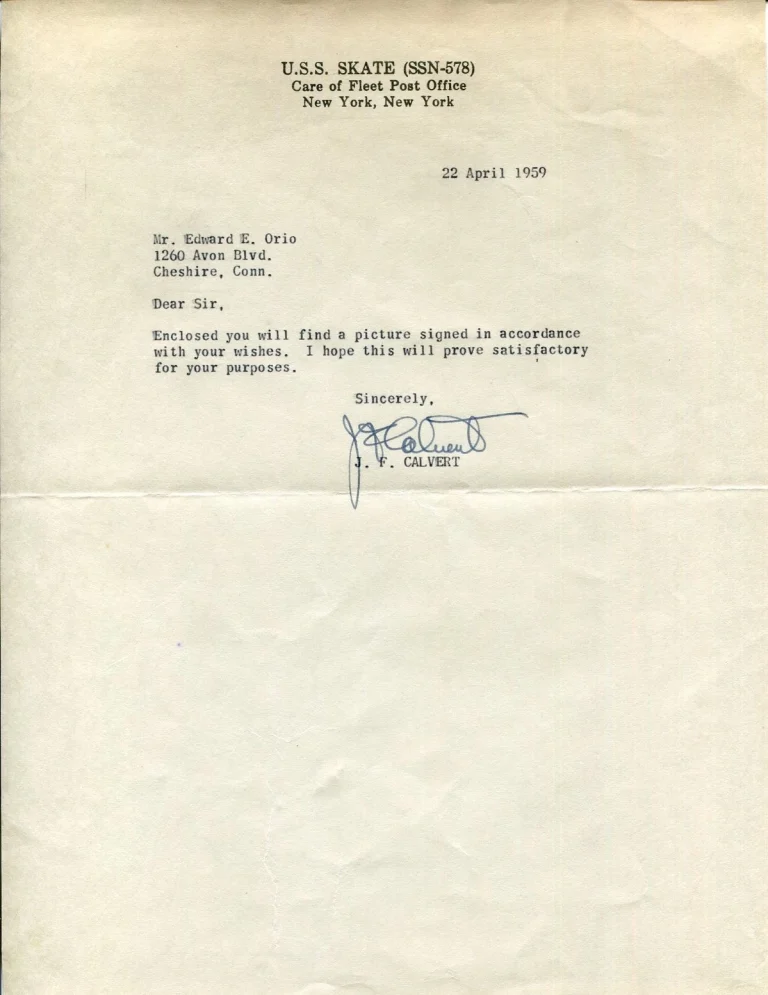 U.S.S. SKATE (SSN-578)
Care of Fleet Post Office
New York, New York
22 April 1959
Mr. Edward E. Orio
1260 Avon Blvd.
Cheshire, Conn.
Dear Sir,
Enclosed you will find a picture signed in accordance
with your wishes. I hope this will prove satisfactory
for your purposes.
Sincerely,
J F Calvert
J. F. CALVERT